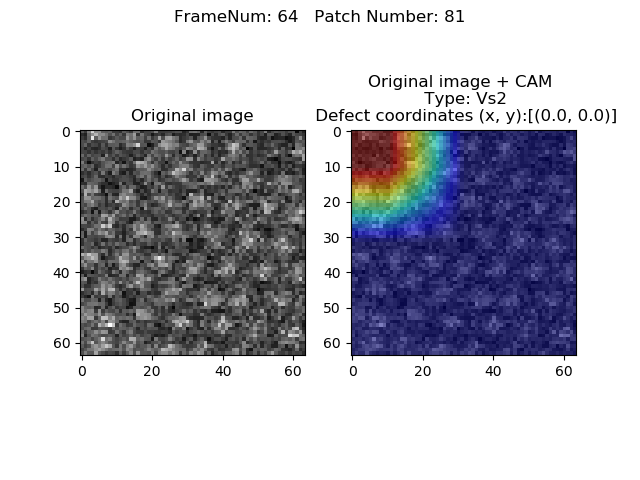 FrameNum: 64   Patch Number: 81
Original image
Original image + CAM
Type: Vs2
Defect coordinates (x, y):[(0.0, 0.0)]
0
10
20
30
40
50
60
0 20 40 60
0
10
20
30
40
50
60
0 20 40 60